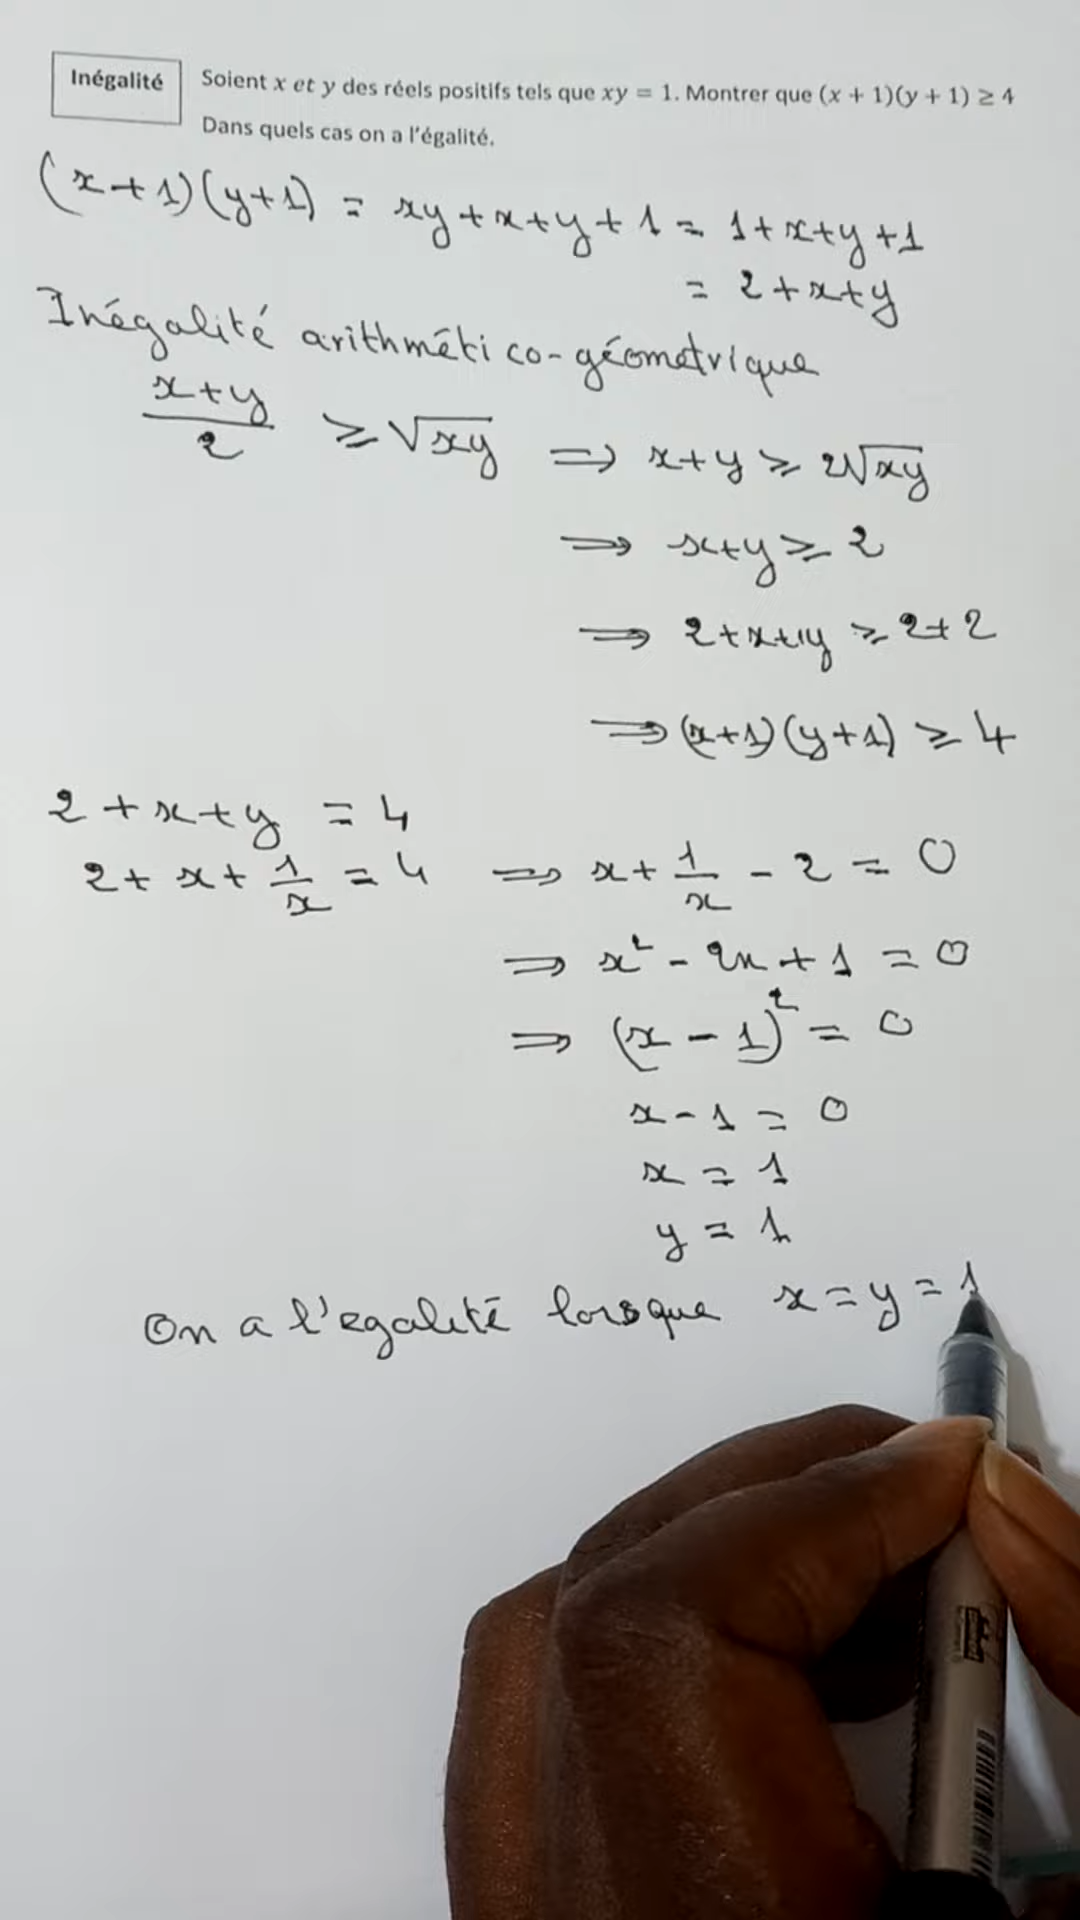 Inégalité
Soient x et y des réels positifs tels que xy = 1. Montrer que (x + 1)(y + 1) ≥ 4
Dans quels cas on a l'égalité.
(x+1)(y+1) = xy+x+y+1 = 1+x+y+1
= 2+x+y
Inégalité arithmético-géométrique
(x+y)/2 ≥ √xy ⟹ x+y ≥ 2√xy
⟹ x+y ≥ 2
⟹ 2+x+y ≥ 2+2
⟹ (x+1)(y+1) ≥ 4
2+x+y = 4
2+x+1/x = 4 ⟹ x+1/x - 2 = 0
⟹ x² - 2x + 1 = 0
⟹ (x - 1)² = 0
x - 1 = 0
x = 1
y = 1
On a l'egalité lorsque x = y = 1